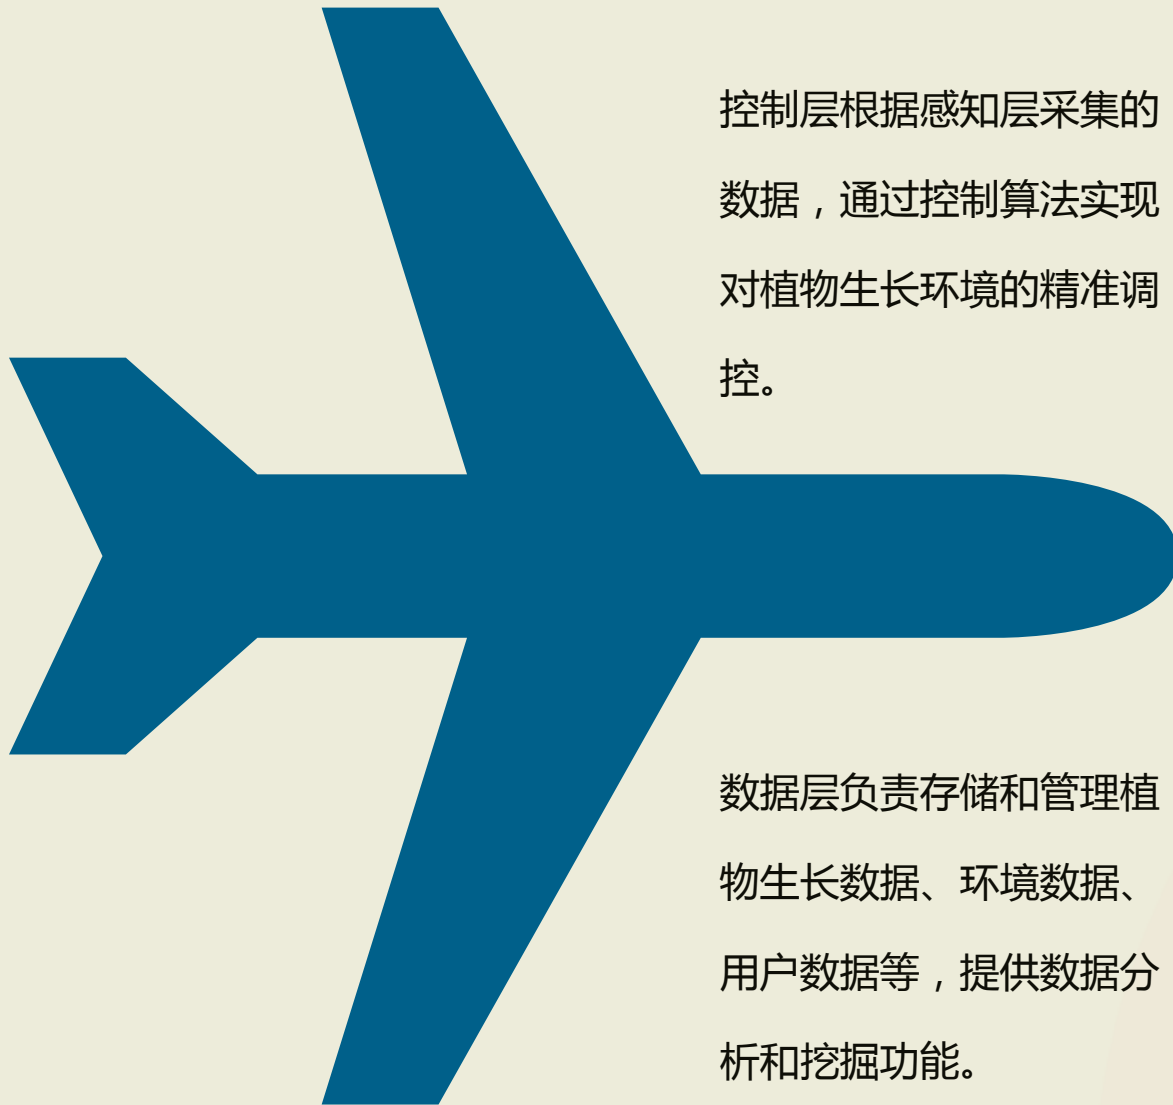 控制层根据感知层采集的
数据，通过控制算法实现
对植物生长环境的精准调
控。
数据层负责存储和管理植
物生长数据、环境数据、
用户数据等，提供数据分
析和挖掘功能。